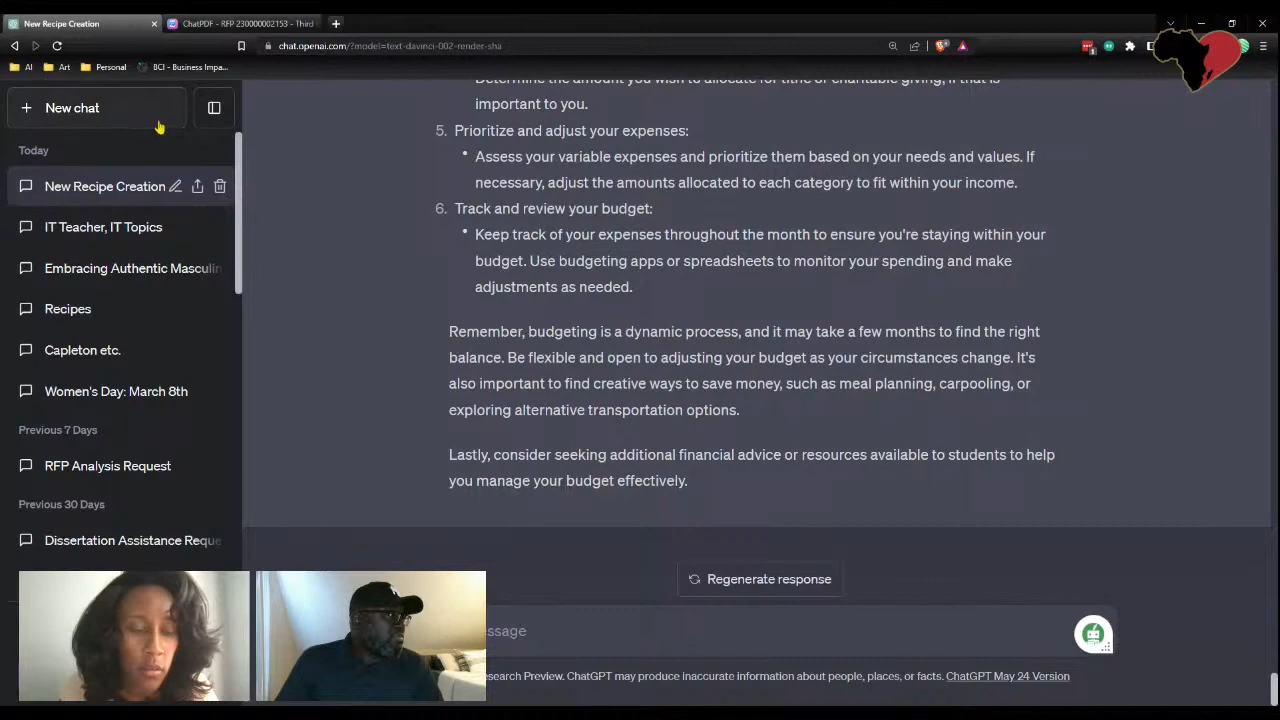 New Recipe Creation
ChatPDF - RFP 230000002153 - Third
chat.openai.com/?model=text-davinci-002-render-sha
AI
Art
Personal
BCI - Business Impa...
New chat
Today
New Recipe Creation
IT Teacher, IT Topics
Embracing Authentic Masculin
Recipes
Capleton etc.
Women's Day: March 8th
Previous 7 Days
RFP Analysis Request
Previous 30 Days
Dissertation Assistance Reque
important to you.
5. Prioritize and adjust your expenses:
• Assess your variable expenses and prioritize them based on your needs and values. If
necessary, adjust the amounts allocated to each category to fit within your income.
6. Track and review your budget:
• Keep track of your expenses throughout the month to ensure you're staying within your
budget. Use budgeting apps or spreadsheets to monitor your spending and make
adjustments as needed.
Remember, budgeting is a dynamic process, and it may take a few months to find the right
balance. Be flexible and open to adjusting your budget as your circumstances change. It's
also important to find creative ways to save money, such as meal planning, carpooling, or
exploring alternative transportation options.
Lastly, consider seeking additional financial advice or resources available to students to help
you manage your budget effectively.
Regenerate response
ssage
search Preview. ChatGPT may produce inaccurate information about people, places, or facts. ChatGPT May 24 Version